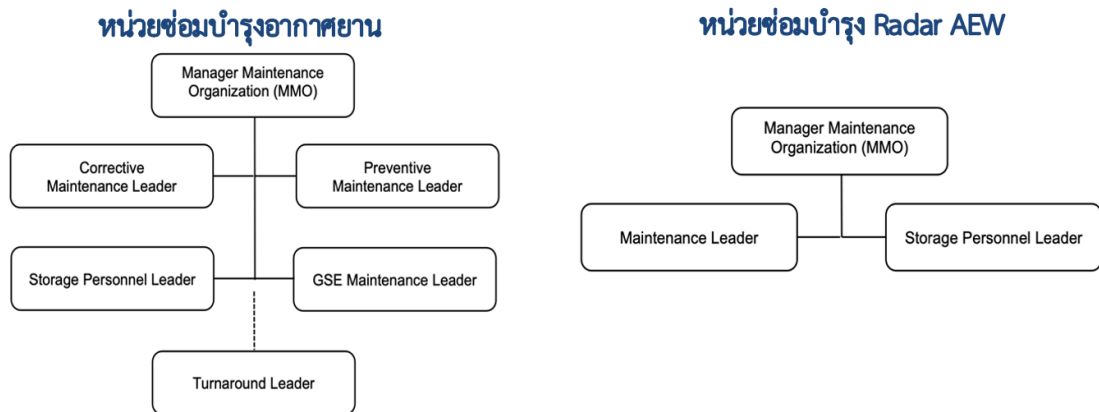 หน่วยซ่อมบำรุงอากาศยาน
Manager Maintenance
Organization (MMO)
Corrective
Maintenance Leader
Preventive
Maintenance Leader
Storage Personnel Leader
GSE Maintenance Leader
Turnaround Leader
หน่วยซ่อมบำรุง Radar AEW
Manager Maintenance
Organization (MMO)
Maintenance Leader
Storage Personnel Leader